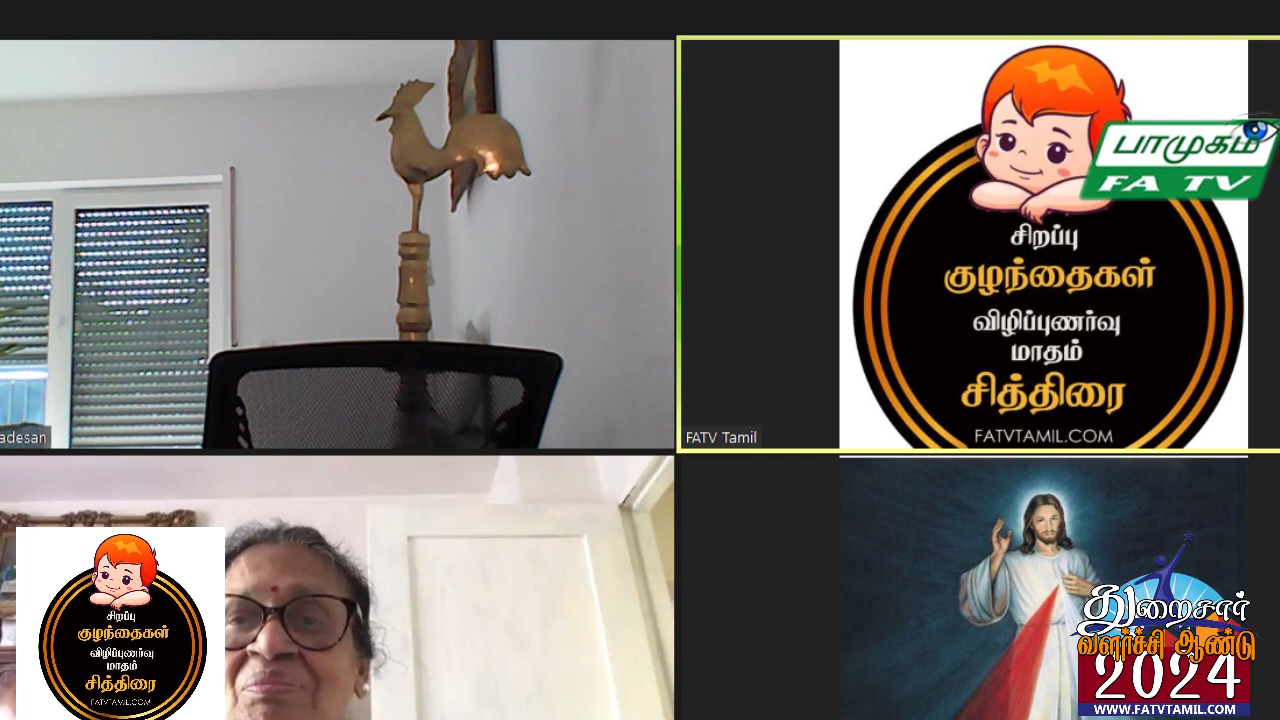 பாமுகம்
FA TV
சிறப்பு
குழந்தைகள்
விழிப்புணர்வு
மாதம்
சித்திரை
FATVTAMIL.COM
adesan
FATV Tamil
சிறப்பு
குழந்தைகள்
விழிப்புணர்வு
மாதம்
சித்திரை
FATVTAMIL.COM
துறைசார்
வளர்ச்சி ஆண்டு
2024
WWW.FATVTAMIL.COM